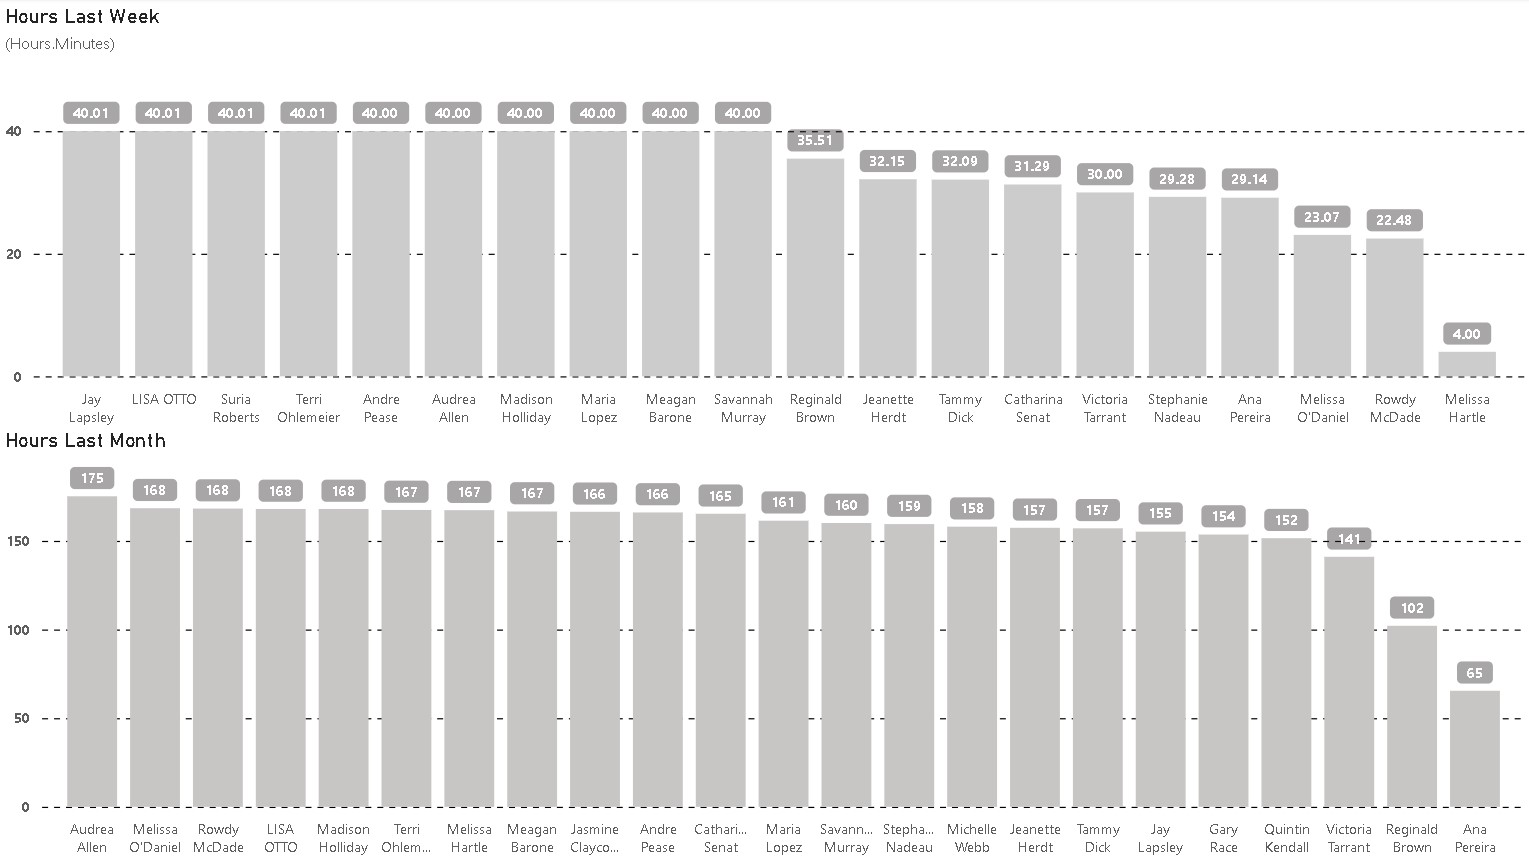 Hours Last Week
(Hours.Minutes)
40.01 40.01 40.01 40.01 40.00 40.00 40.00 40.00 40.00 40.00 35.51 32.15 32.09 31.29 30.00 29.28 29.14 23.07 22.48 4.00
40
20
0
Jay LISA OTTO Suria Terri Andre Audrea Madison Maria Meagan Savannah Reginald Jeanette Tammy Catharina Victoria Stephanie Ana Melissa Rowdy Melissa
Lapsley Roberts Ohlemeier Pease Allen Holliday Lopez Barone Murray Brown Herdt Dick Senat Tarrant Nadeau Pereira O'Daniel McDade Hartle
Hours Last Month
175 168 168 168 168 167 167 167 166 166 165 161 160 159 158 157 157 155 154 152 141 102 65
150
100
50
0
Audrea Melissa Rowdy LISA Madison Terri Melissa Meagan Jasmine Andre Cathari... Maria Savann... Stepha... Michelle Jeanette Tammy Jay Gary Quintin Victoria Reginald Ana
Allen O'Daniel McDade OTTO Holliday Ohlem... Hartle Barone Clayco... Pease Senat Lopez Murray Nadeau Webb Herdt Dick Lapsley Race Kendall Tarrant Brown Pereira